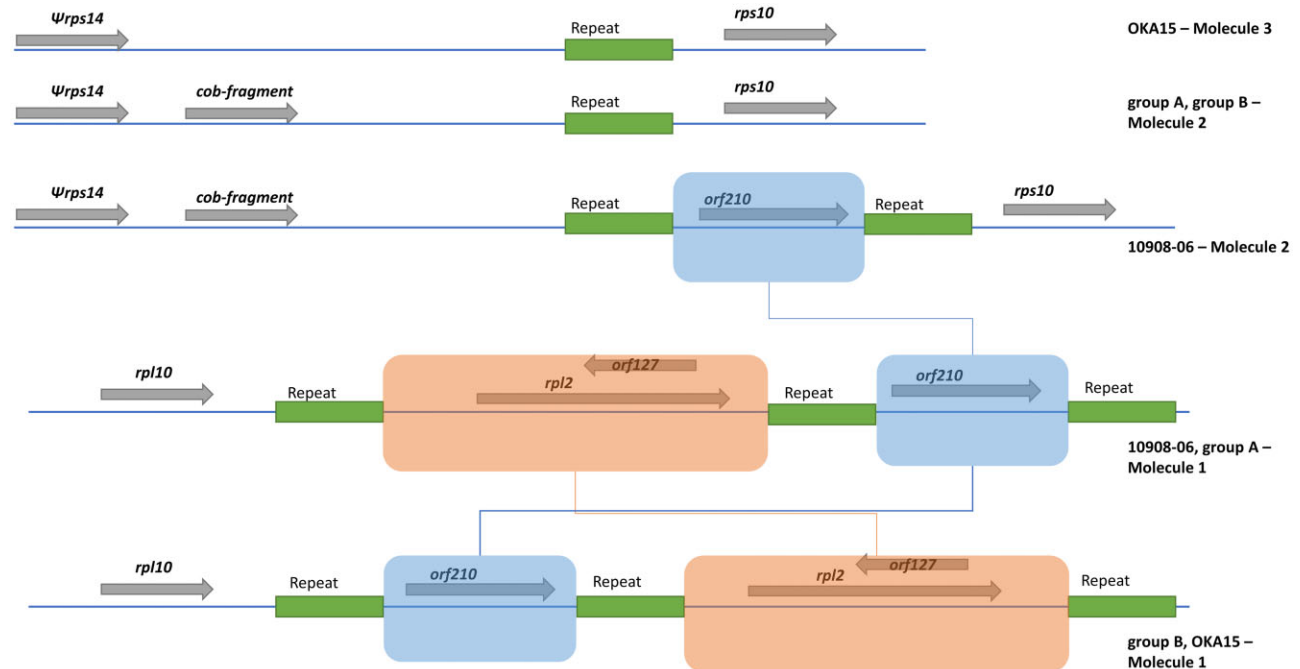 Ψrps14
Repeat
rps10
OKA15 – Molecule 3
Ψrps14
cob-fragment
Repeat
rps10
group A, group B –
Molecule 2
Ψrps14
cob-fragment
Repeat
orf210
Repeat
rps10
10908-06 – Molecule 2
rpl10
Repeat
orf127
rpl2
Repeat
orf210
Repeat
10908-06, group A –
Molecule 1
rpl10
Repeat
orf210
Repeat
orf127
rpl2
Repeat
group B, OKA15 –
Molecule 1